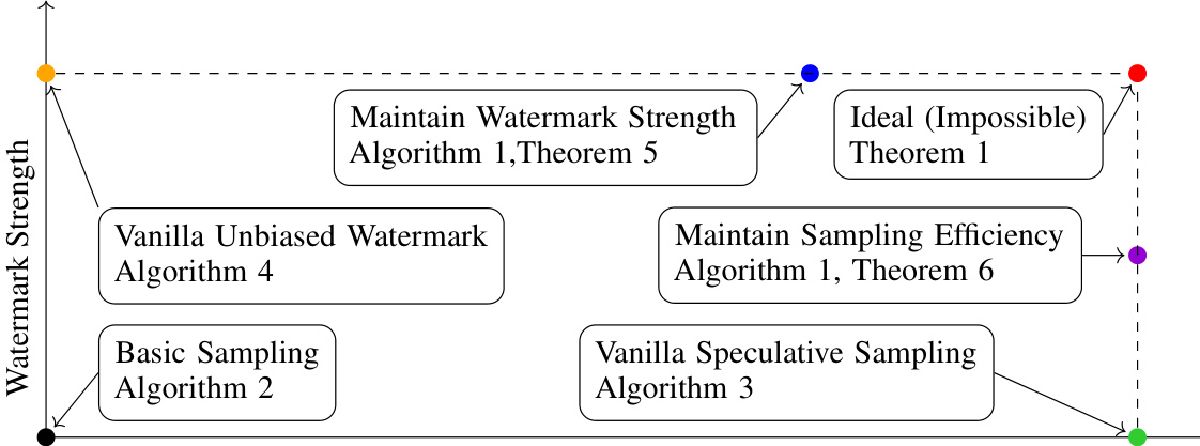 Watermark Strength
Maintain Watermark Strength
Algorithm 1,Theorem 5
Ideal (Impossible)
Theorem 1
Vanilla Unbiased Watermark
Algorithm 4
Maintain Sampling Efficiency
Algorithm 1, Theorem 6
Basic Sampling
Algorithm 2
Vanilla Speculative Sampling
Algorithm 3